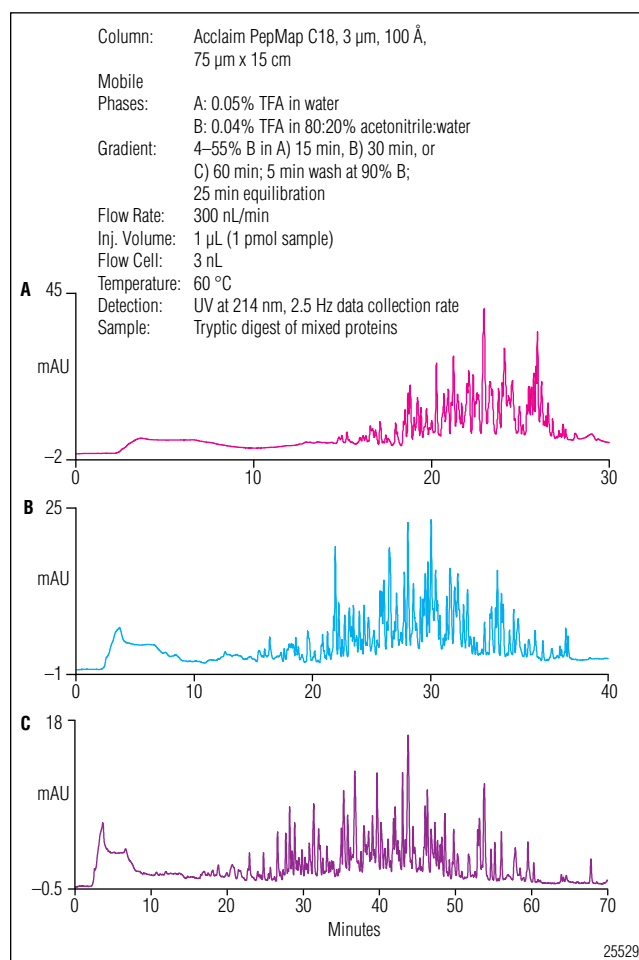 Column: Acclaim PepMap C18, 3 µm, 100 Å,
75 µm x 15 cm
Mobile
Phases: A: 0.05% TFA in water
B: 0.04% TFA in 80:20% acetonitrile:water
Gradient: 4–55% B in A) 15 min, B) 30 min, or
C) 60 min; 5 min wash at 90% B;
25 min equilibration
Flow Rate: 300 nL/min
Inj. Volume: 1 µL (1 pmol sample)
Flow Cell: 3 nL
Temperature: 60 °C
Detection: UV at 214 nm, 2.5 Hz data collection rate
Sample: Tryptic digest of mixed proteins
A 45
mAU
–2
0 10 20 30
B 25
mAU
–1
0 10 20 30 40
C 18
mAU
–0.5
0 10 20 30 40 50 60 70
Minutes
25529